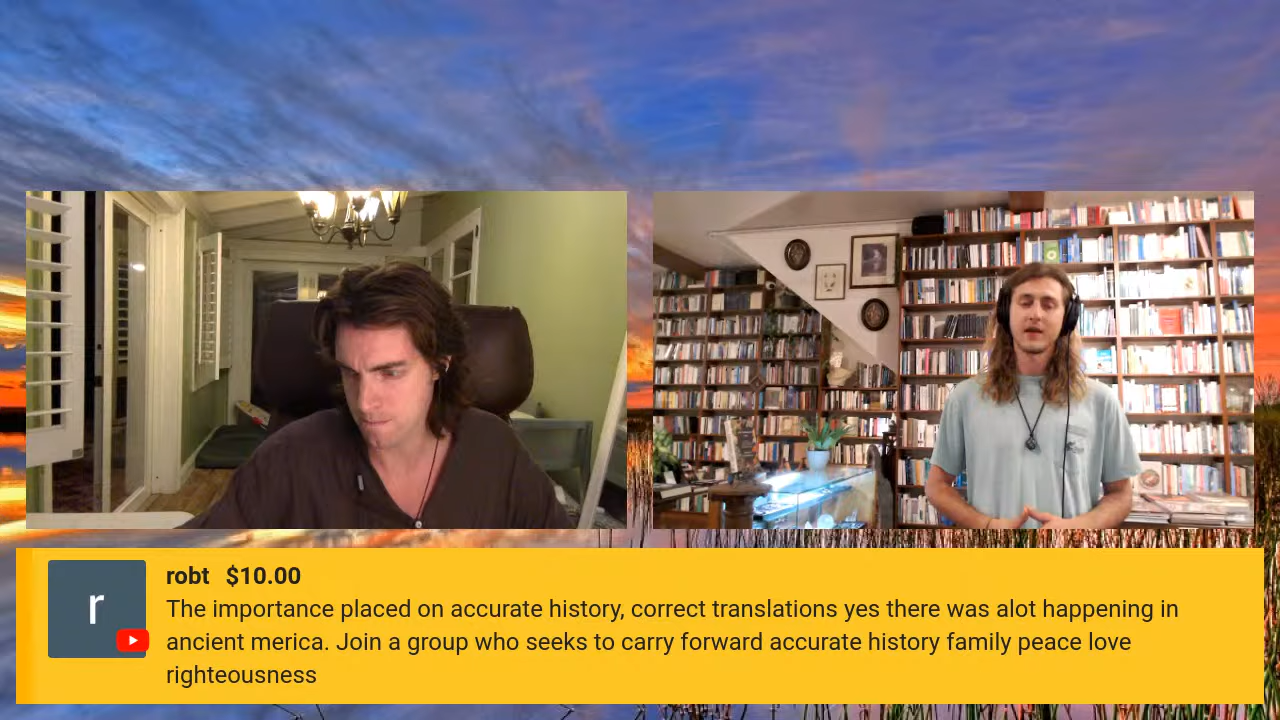 r
robt $10.00
The importance placed on accurate history, correct translations yes there was alot happening in
ancient merica. Join a group who seeks to carry forward accurate history family peace love
righteousness